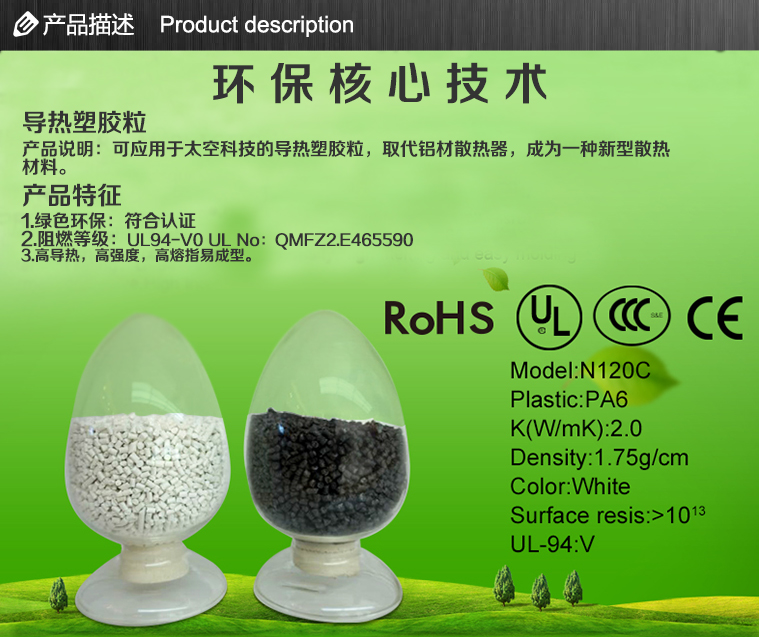 产品描述 Product description
环保核心技术
导热塑胶粒
产品说明：可应用于太空科技的导热塑胶粒，取代铝材散热器，成为一种新型散热
材料。
产品特征
1.绿色环保：符合认证
2.阻燃等级：UL94-V0 UL No：QMFZ2.E465590
3.高导热，高强度，高熔指易成型。
RoHS UL CCC S&E CE
Model:N120C
Plastic:PA6
K(W/mK):2.0
Density:1.75g/cm
Color:White
Surface resis:>10¹³
UL-94:V